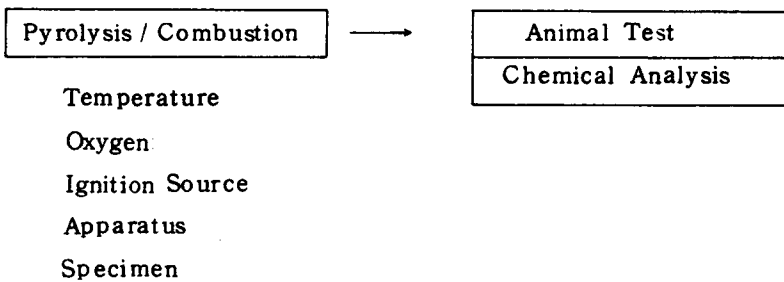 Pyrolysis / Combustion
Animal Test
Chemical Analysis
Temperature
Oxygen
Ignition Source
Apparatus
Specimen